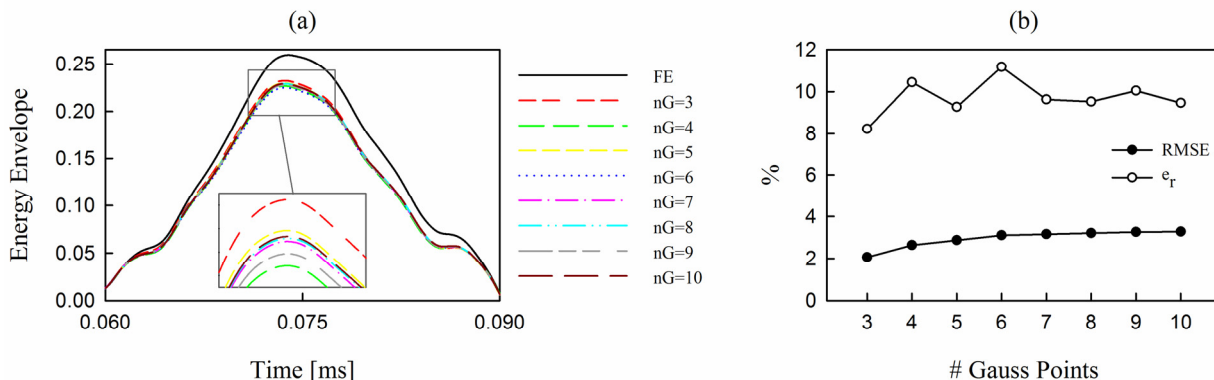 (a)
Energy Envelope
0.25
0.20
0.15
0.10
0.05
0.00
0.060
0.075
0.090
Time [ms]
FE
nG=3
nG=4
nG=5
nG=6
nG=7
nG=8
nG=9
nG=10
(b)
%
12
10
8
6
4
2
0
RMSE
er
3 4 5 6 7 8 9 10
# Gauss Points